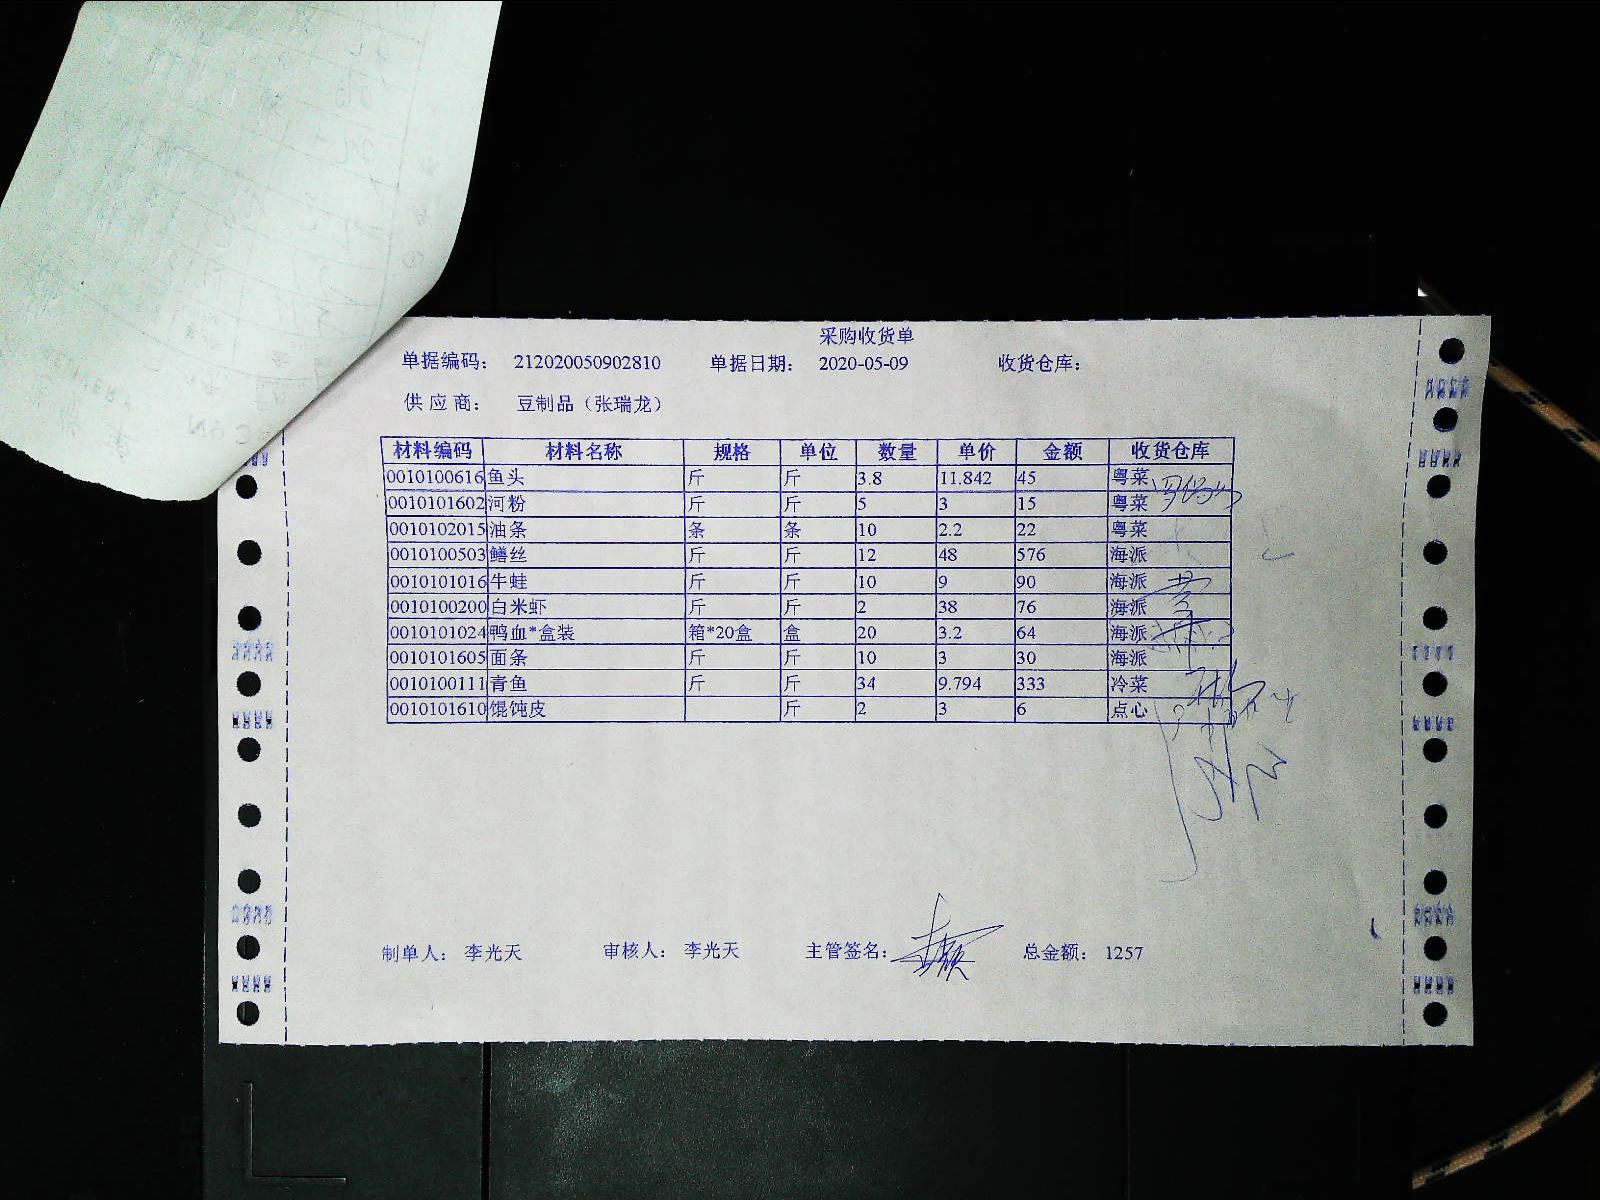 采购收货单
单据编码： 212020050902810 单据日期： 2020-05-09 收货仓库：
供应商： 豆制品（张瑞龙）
材料编码 材料名称 规格 单位 数量 单价 金额 收货仓库
0010100616 鱼头 斤 斤 3.8 11.842 45 粤菜
0010101602 河粉 斤 斤 5 3 15 粤菜
0010102015 油条 条 条 10 2.2 22 粤菜
0010100503 鳝丝 斤 斤 12 48 576 海派
0010101016 牛蛙 斤 斤 10 9 90 海派
0010100200 白米虾 斤 斤 2 38 76 海派
0010101024 鸭血*盒装 箱*20盒 盒 20 3.2 64 海派
0010101605 面条 斤 斤 10 3 30 海派
0010100111 青鱼 斤 斤 34 9.794 333 冷菜
0010101610 馄饨皮 斤 2 3 6 点心
制单人： 李光天 审核人： 李光天 主管签名： 总金额： 1257